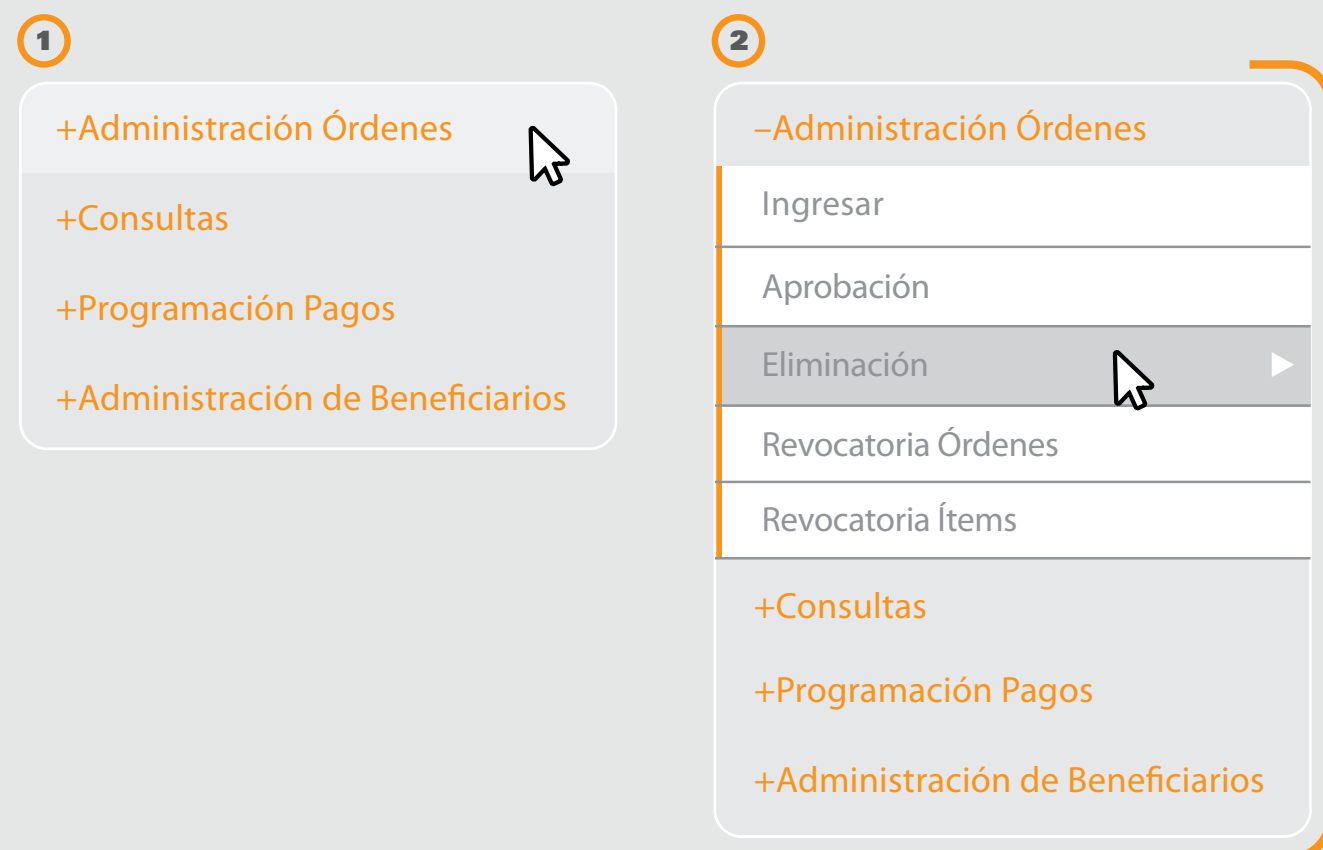 1
+Administración Órdenes
+Consultas
+Programación Pagos
+Administración de Beneficiarios
2
–Administración Órdenes
Ingresar
Aprobación
Eliminación
Revocatoria Órdenes
Revocatoria Ítems
+Consultas
+Programación Pagos
+Administración de Beneficiarios